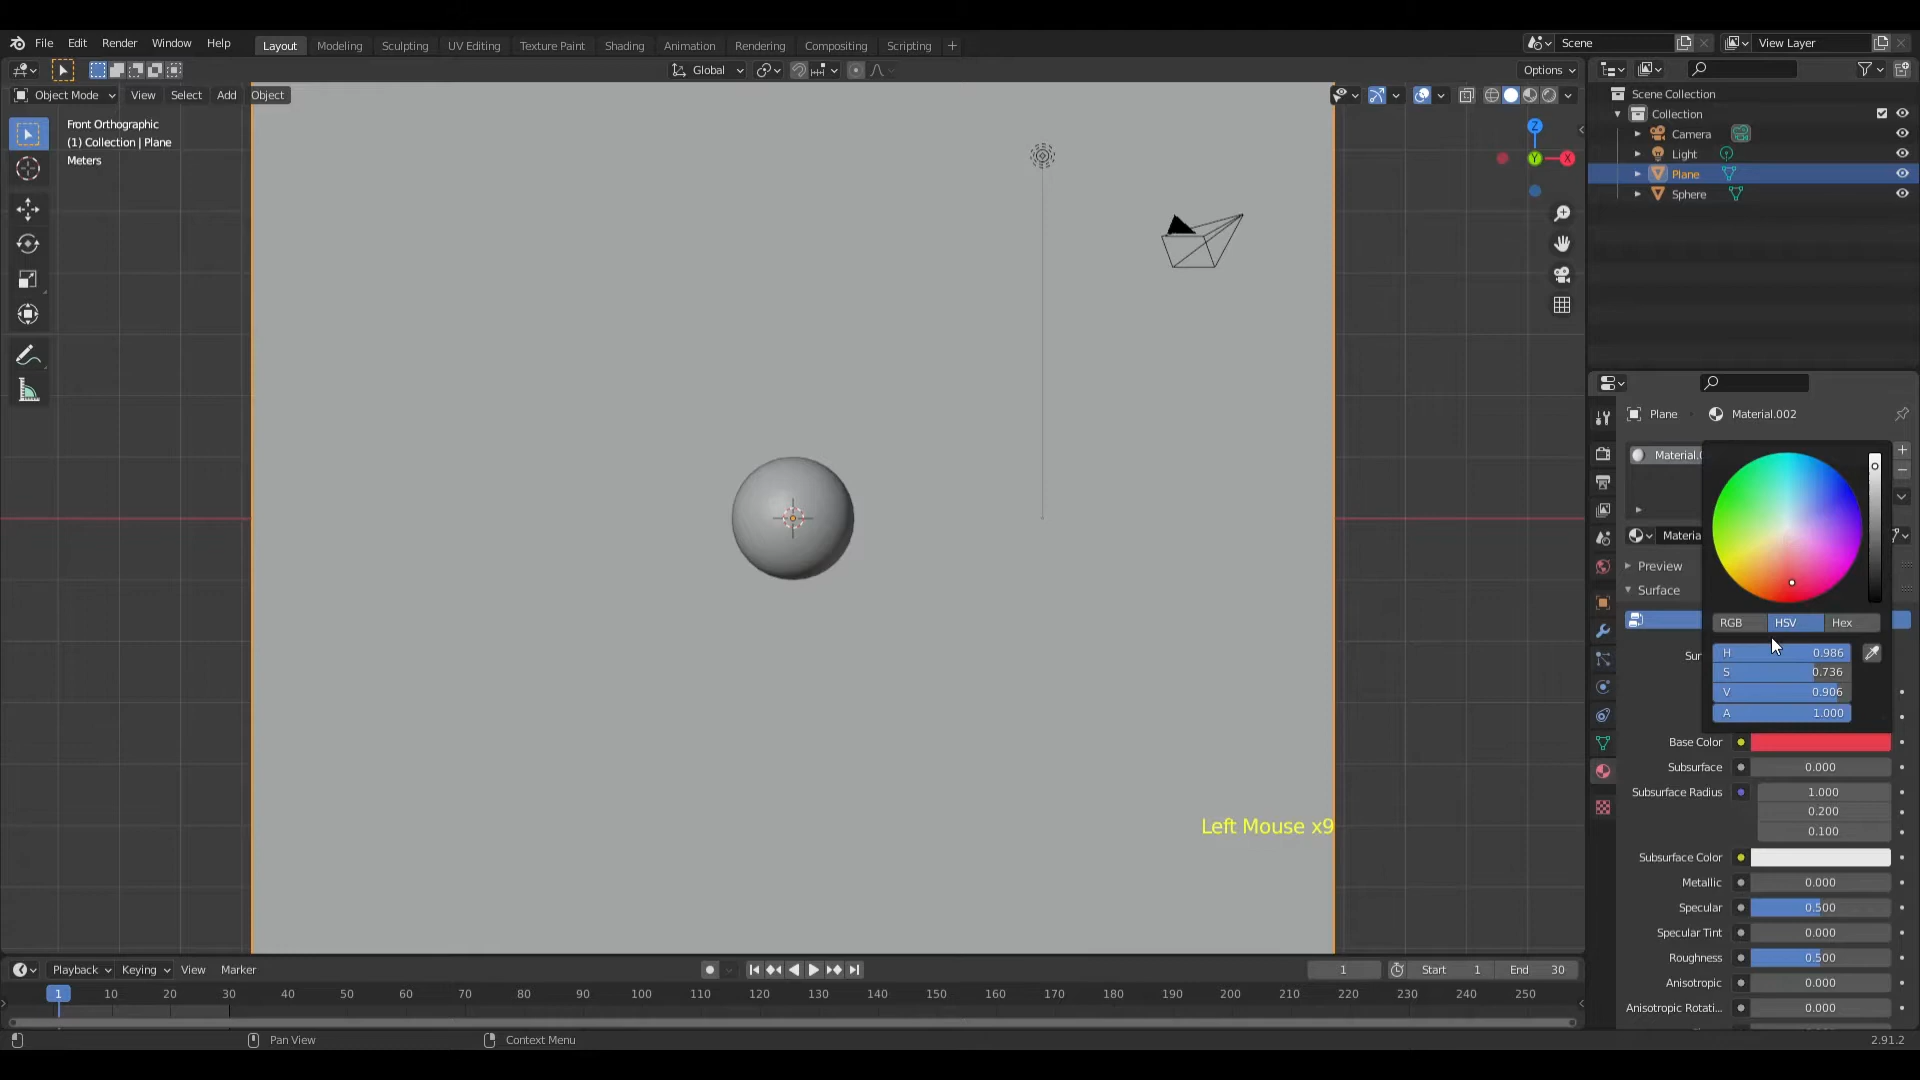 File Edit Render Window Help Layout Modeling Sculpting UV Editing Texture Paint Shading Animation Rendering Compositing Scripting + Scene View Layer
Global Options
Object Mode View Select Add Object
Front Orthographic
(1) Collection | Plane
Meters
Z
Y
X
Scene Collection
Collection
Camera
Light
Plane
Sphere
Plane Material.002
Material.0
Materia
Preview
Surface
RGB HSV Hex
Sur
H 0.986
S 0.736
V 0.906
A 1.000
Base Color
Subsurface 0.000
Subsurface Radius 1.000
0.200
0.100
Subsurface Color
Metallic 0.000
Specular 0.500
Specular Tint 0.000
Roughness 0.500
Anisotropic 0.000
Anisotropic Rotati... 0.000
Left Mouse x9
Playback Keying View Marker 1 Start 1 End 30
1 10 20 30 40 50 60 70 80 90 100 110 120 130 140 150 160 170 180 190 200 210 220 230 240 250
Pan View Context Menu 2.91.2